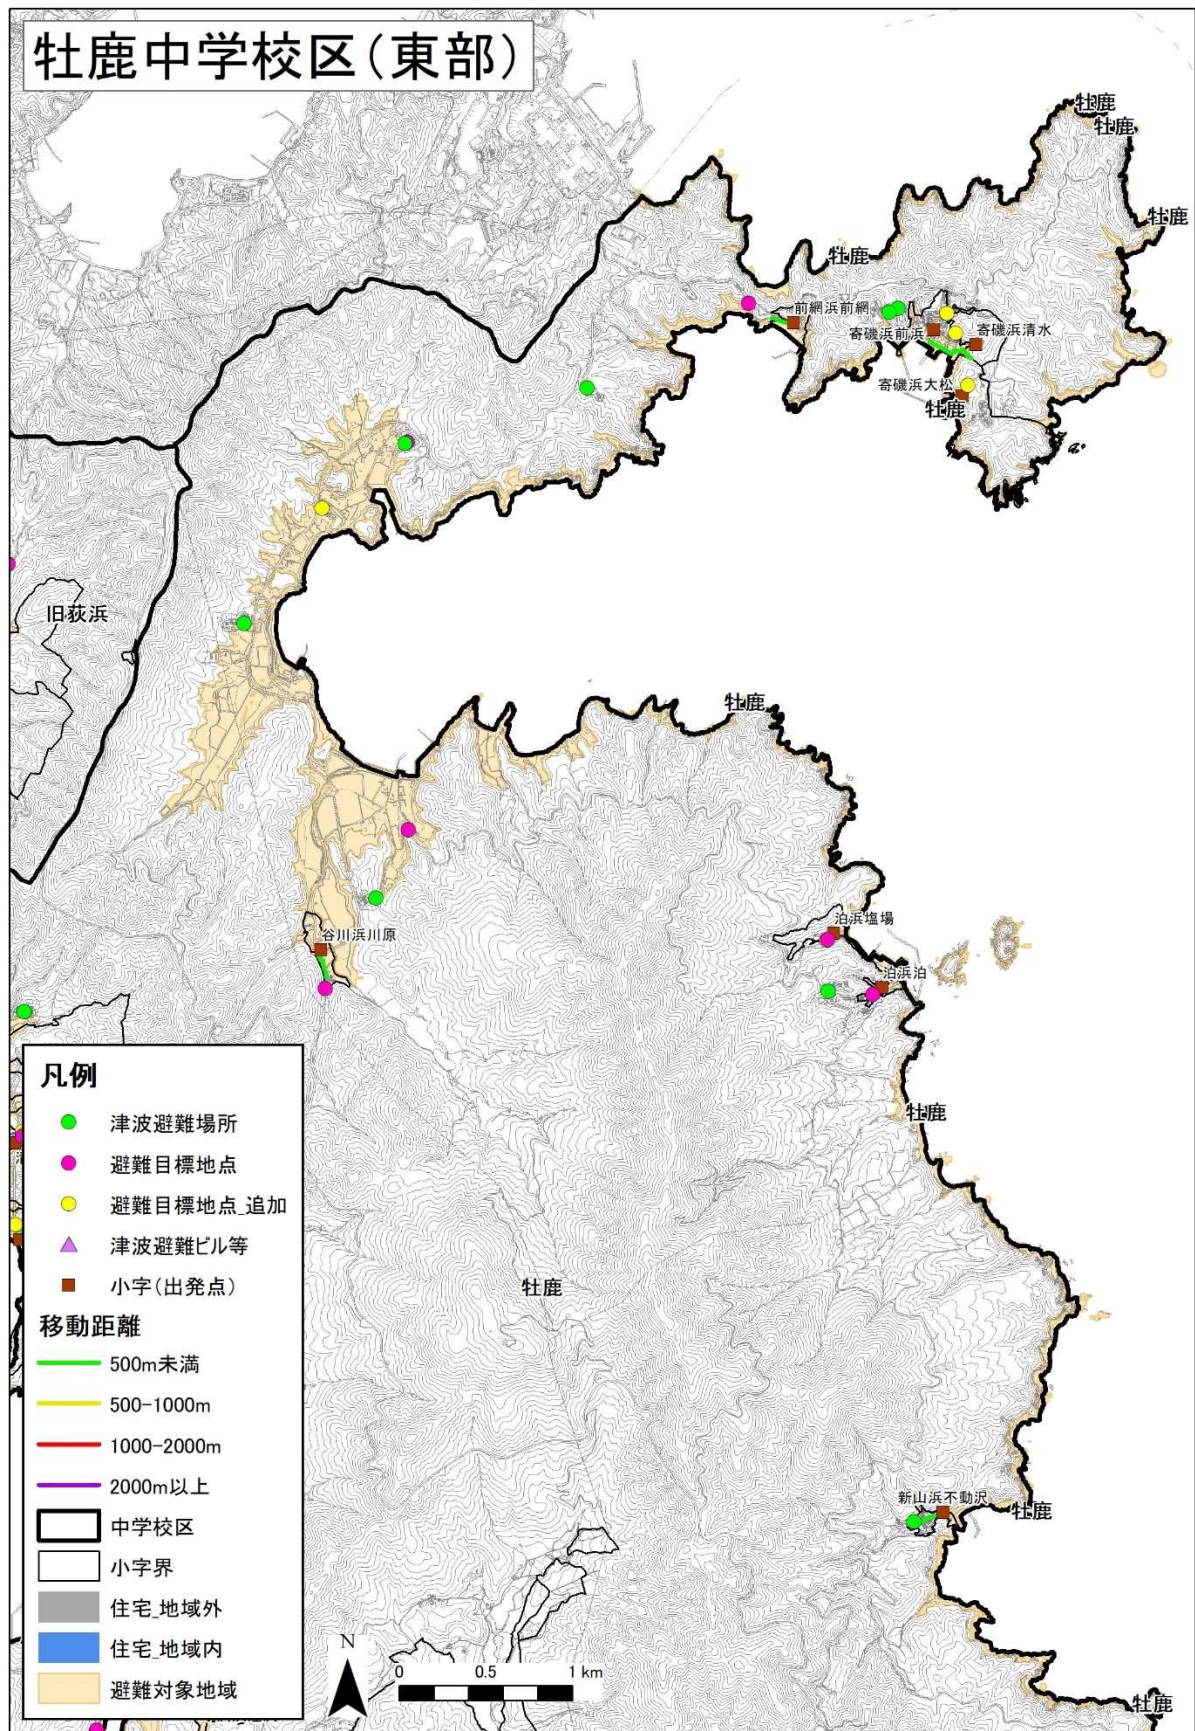 牡鹿中学校区(東部)
牡鹿
牡鹿
牡鹿
牡鹿
前網浜前網
寄磯浜前浜
寄磯浜清水
寄磯浜大松
牡鹿
旧荻浜
牡鹿
泊浜塩場
谷川浜川原
泊浜泊
牡鹿
牡鹿
新山浜不動沢
牡鹿
牡鹿
凡例
津波避難場所
避難目標地点
避難目標地点_追加
津波避難ビル等
小字(出発点)
移動距離
500m未満
500-1000m
1000-2000m
2000m以上
中学校区
小字界
住宅_地域外
住宅_地域内
避難対象地域
N
0 0.5 1 km